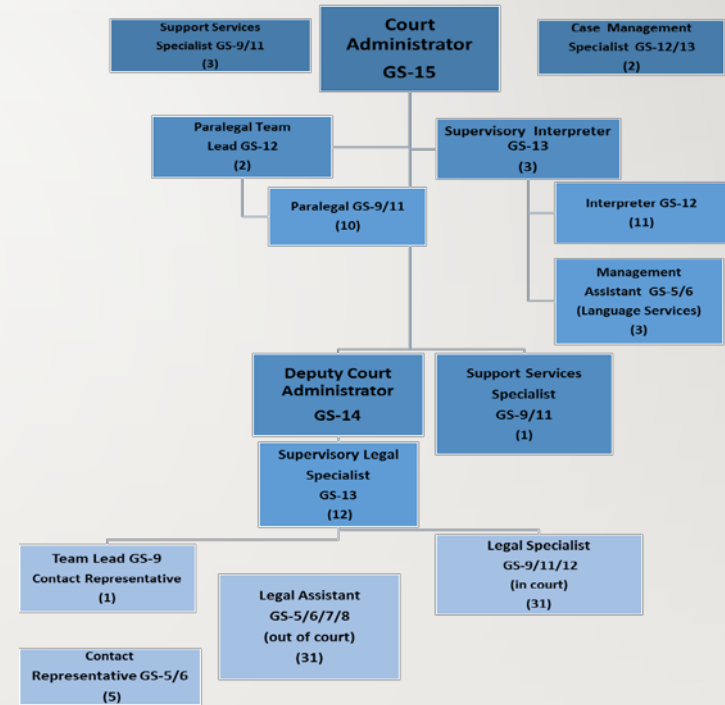 Support Services
Specialist GS-9/11
(3)
Court
Administrator
GS-15
Case Management
Specialist GS-12/13
(2)
Paralegal Team
Lead GS-12
(2)
Supervisory Interpreter
GS-13
(3)
Paralegal GS-9/11
(10)
Interpreter GS-12
(11)
Management
Assistant GS-5/6
(Language Services)
(3)
Deputy Court
Administrator
GS-14
Support Services
Specialist
GS-9/11
(1)
Supervisory Legal
Specialist
GS-13
(12)
Team Lead GS-9
Contact Representative
(1)
Legal Assistant
GS-5/6/7/8
(out of court)
(31)
Legal Specialist
GS-9/11/12
(in court)
(31)
Contact
Representative GS-5/6
(5)